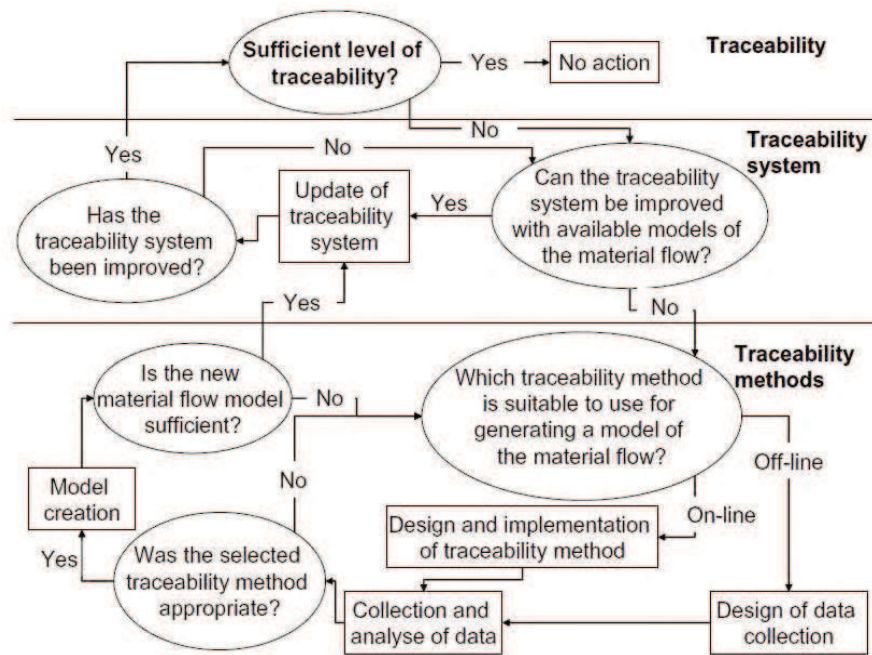 Sufficient level of
traceability?
Yes
No action
Traceability
No
Traceability
system
Yes
No
Can the traceability
system be improved
with available models of
the material flow?
Update of
traceability
system
Yes
Has the
traceability system
been improved?
Yes
No
Traceability
methods
Is the new
material flow model
sufficient?
No
Which traceability method
is suitable to use for
generating a model of
the material flow?
Off-line
On-line
Model
creation
No
Design and implementation
of traceability method
Yes
Was the selected
traceability method
appropriate?
Collection and
analyse of data
Design of data
collection